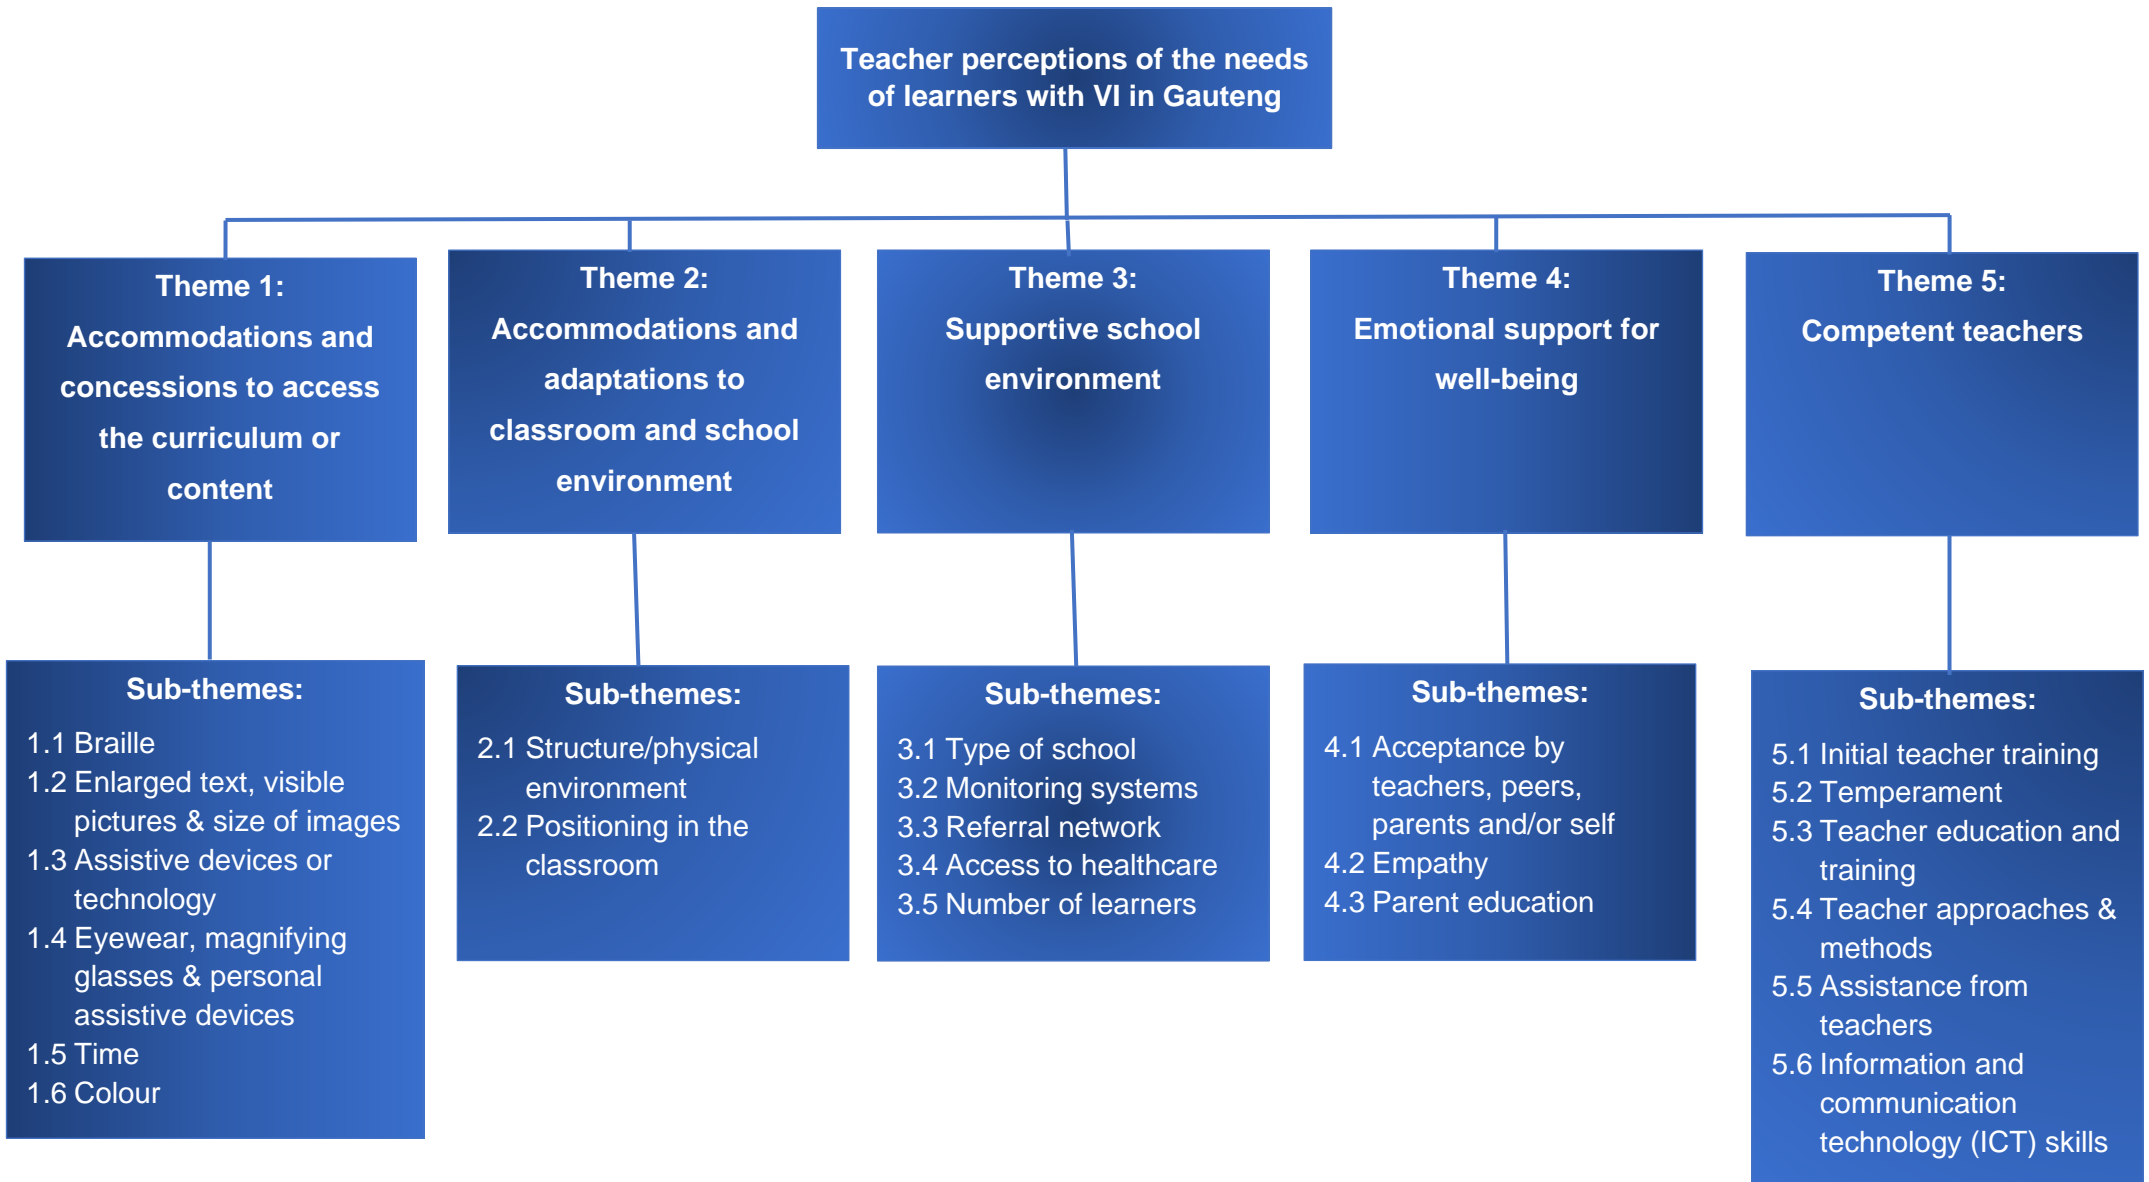 Teacher perceptions of the needs
of learners with VI in Gauteng
Theme 1:
Accommodations and
concessions to access
the curriculum or
content
Theme 2:
Accommodations and
adaptations to
classroom and school
environment
Theme 3:
Supportive school
environment
Theme 4:
Emotional support for
well-being
Theme 5:
Competent teachers
Sub-themes:
1.1 Braille
1.2 Enlarged text, visible
pictures & size of images
1.3 Assistive devices or
technology
1.4 Eyewear, magnifying
glasses & personal
assistive devices
1.5 Time
1.6 Colour
Sub-themes:
2.1 Structure/physical
environment
2.2 Positioning in the
classroom
Sub-themes:
3.1 Type of school
3.2 Monitoring systems
3.3 Referral network
3.4 Access to healthcare
3.5 Number of learners
Sub-themes:
4.1 Acceptance by
teachers, peers,
parents and/or self
4.2 Empathy
4.3 Parent education
Sub-themes:
5.1 Initial teacher training
5.2 Temperament
5.3 Teacher education and
training
5.4 Teacher approaches &
methods
5.5 Assistance from
teachers
5.6 Information and
communication
technology (ICT) skills